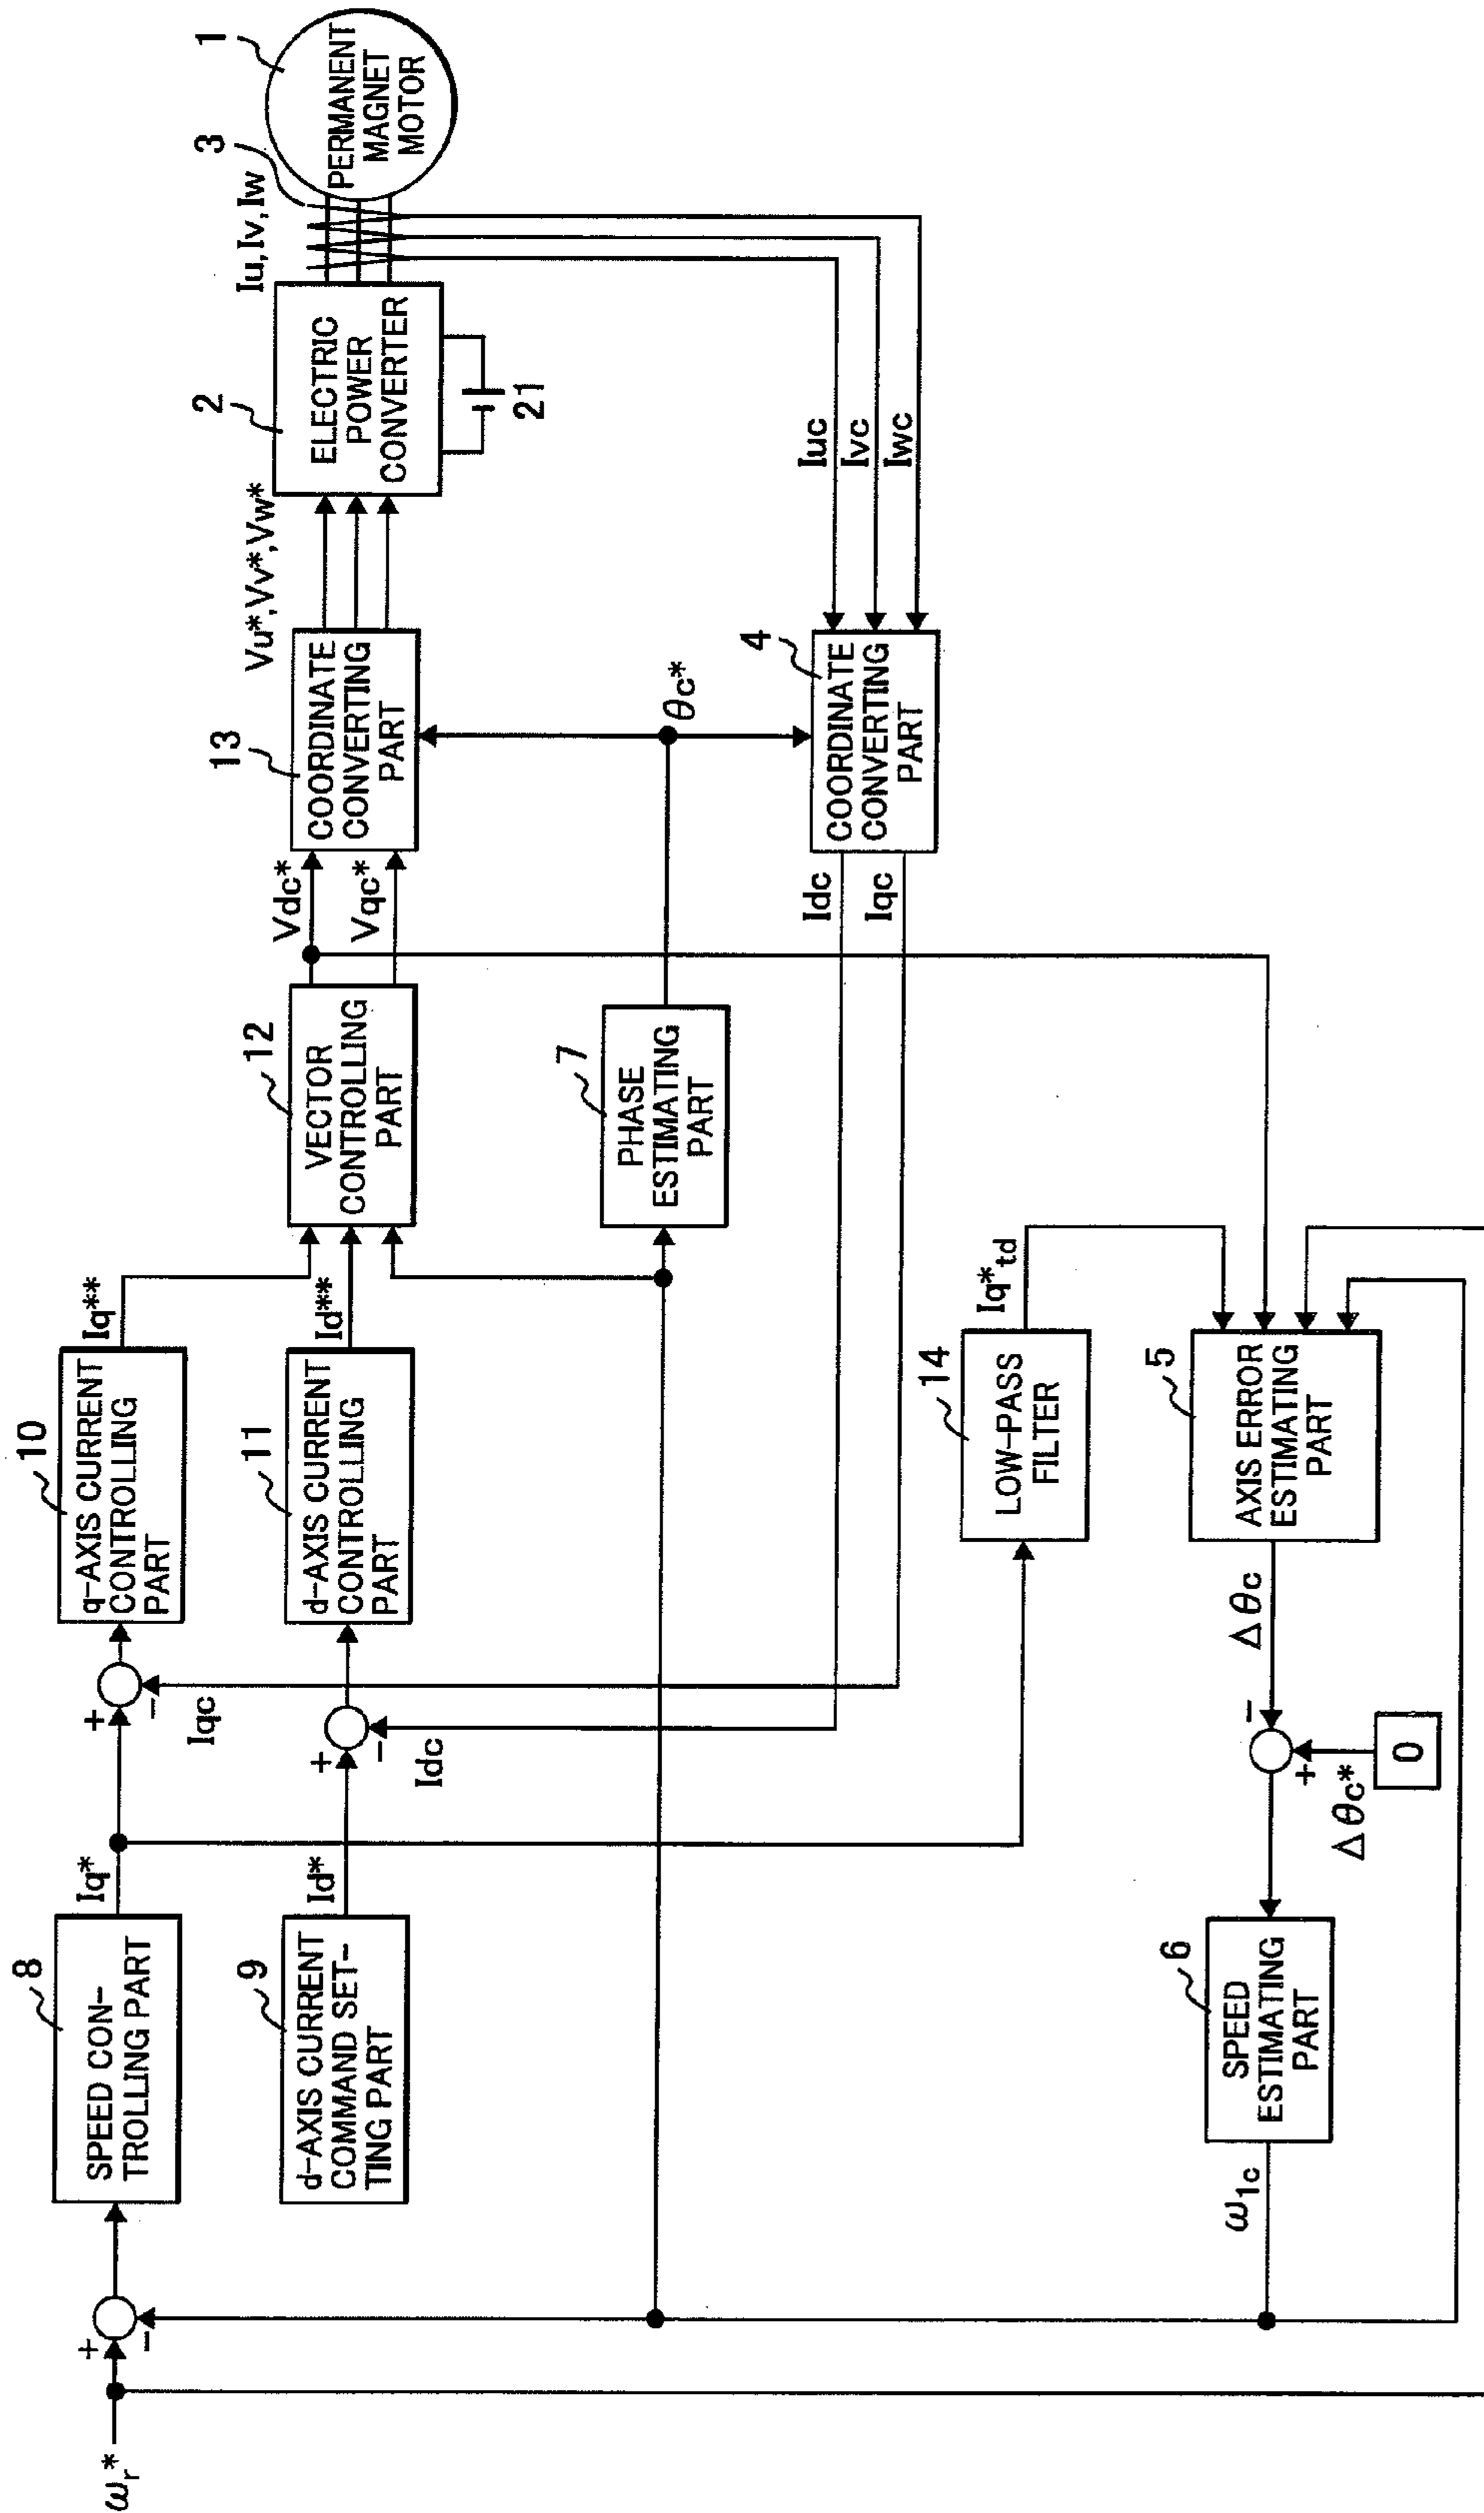 ωr*
+
−
8
SPEED CON-
TROLLING PART
Iq*
+
−
Iqc
10
q-AXIS CURRENT
CONTROLLING
PART
Iq**
9
d-AXIS CURRENT
COMMAND SET-
TING PART
Id*
+
−
Idc
11
d-AXIS CURRENT
CONTROLLING
PART
Id**
12
VECTOR
CONTROLLING
PART
Vdc*
Vqc*
13
COORDINATE
CONVERTING
PART
Vu*,Vv*,Vw*
2
ELECTRIC
POWER
CONVERTER
21
Iu,Iv,Iw
3
1
PERMANENT
MAGNET
MOTOR
7
PHASE
ESTIMATING
PART
θc*
4
COORDINATE
CONVERTING
PART
Idc
Iqc
Iuc
Ivc
Iwc
14
LOW-PASS
FILTER
Iq*td
5
AXIS ERROR
ESTIMATING
PART
Δθc
−
+
Δθc*
0
6
SPEED
ESTIMATING
PART
ω1c